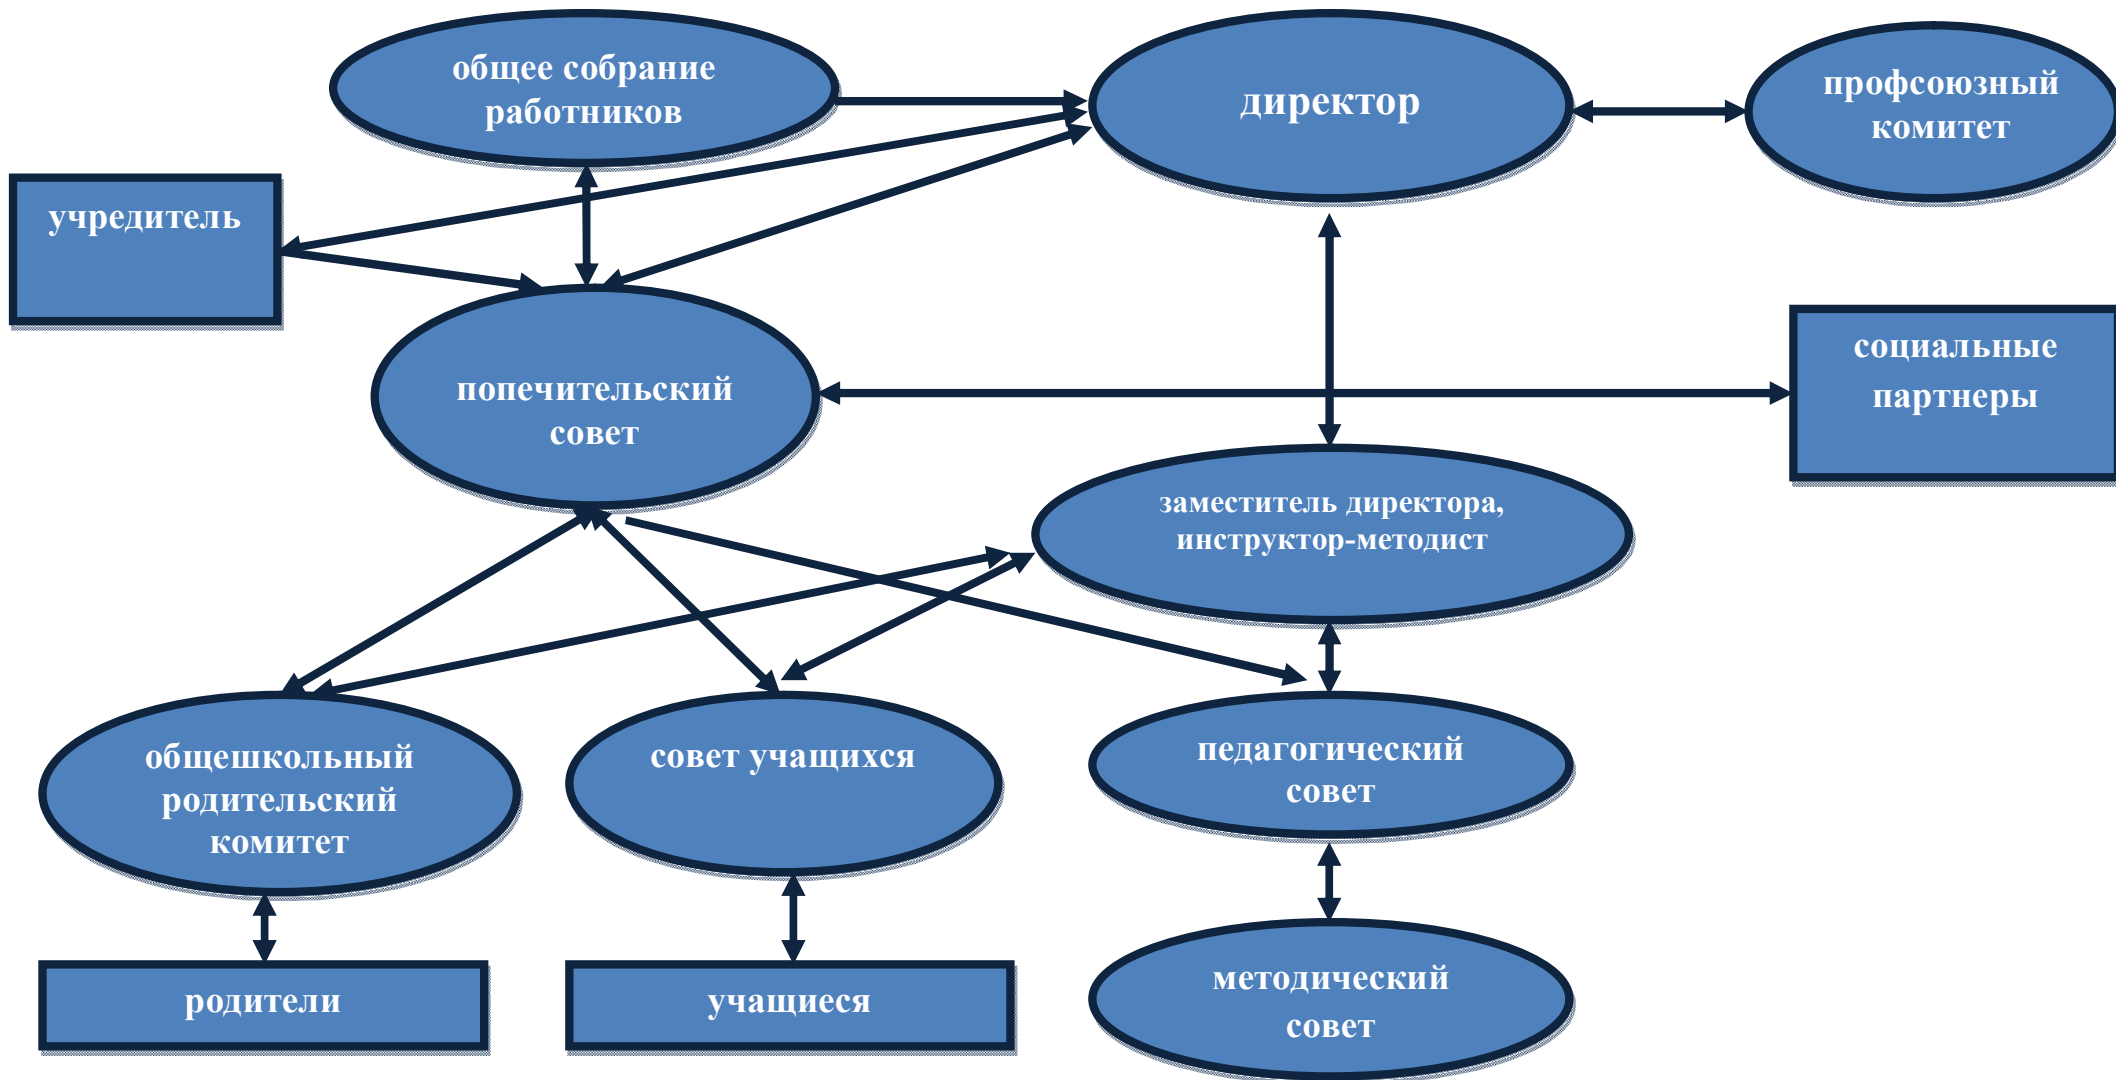 общее собрание
работников
директор
профсоюзный
комитет
учредитель
социальные
партнеры
попечительский
совет
заместитель директора,
инструктор-методист
общешкольный
родительский
комитет
совет учащихся
педагогический
совет
родители
учащиеся
методический
совет